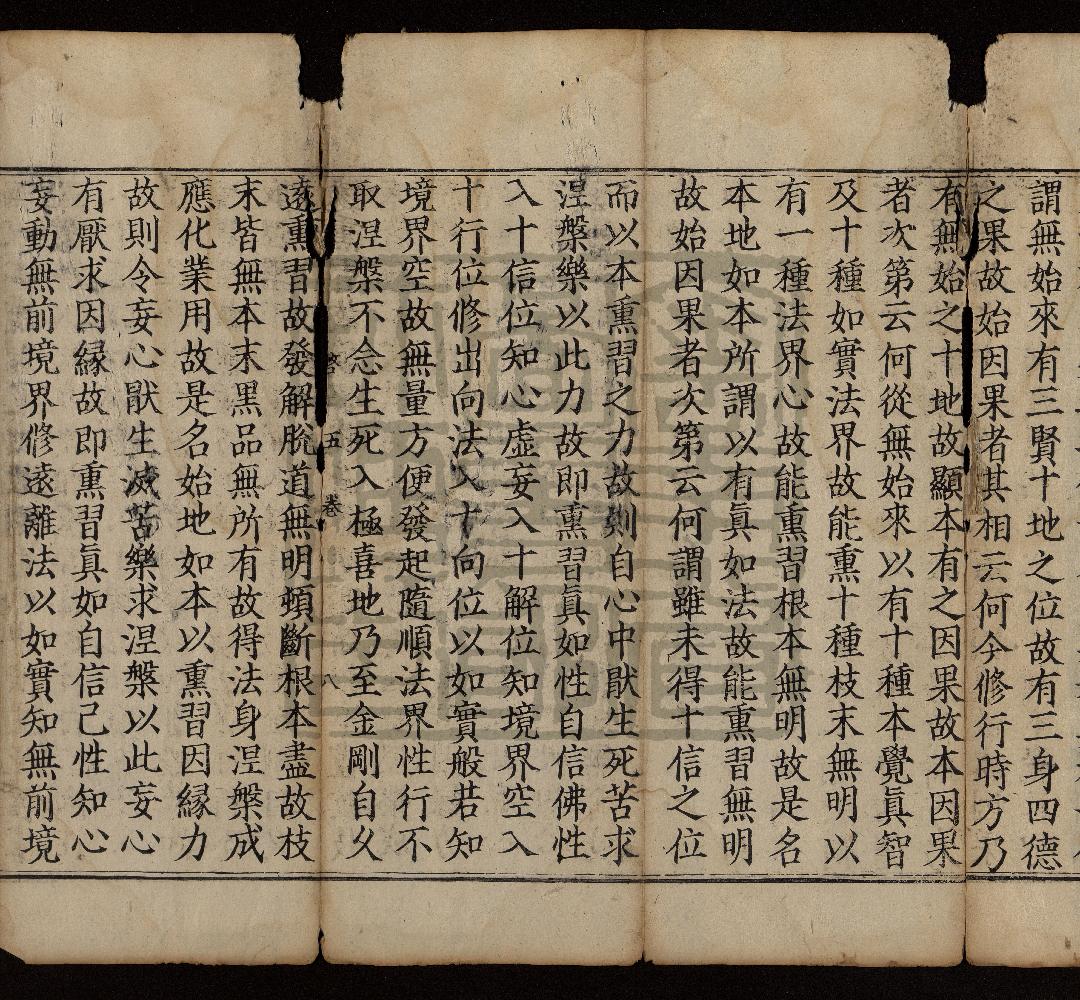 謂無始來有三賢十地之位故有三身四德
之果故始因果者其相云何今修行時方乃
有無始之十地故顯本有之因果故本因果
者次第云何從無始來以有十種本覺真智
及十種如實法界故能熏十種枝末無明以
有一種法界心故能熏習根本無明故是名
本地如本所謂以有真如法故能熏習無明
故始因果者次第云何謂雖未得十信之位
而以本熏習之力故則自心中猒生死苦求
涅槃樂以此力故即熏習真如性自信佛性
入十信位知心虛妄入十解位知境界空入
十行位修出向法入十向位以如實般若知
境界空故無量方便發起隨順法界性行不
取涅槃不念生死入極喜地乃至金剛自久
五 卷 八
遠熏習故發解脫道無明頓斷根本盡故枝
末皆無本末黑品無所有故得法身涅槃成
應化業用故是名始地如本以熏習因緣力
故則令妄心猒生滅苦樂求涅槃以此妄心
有厭求因緣故即熏習真如自信己性知心
妄動無前境界修遠離法以如實知無前境